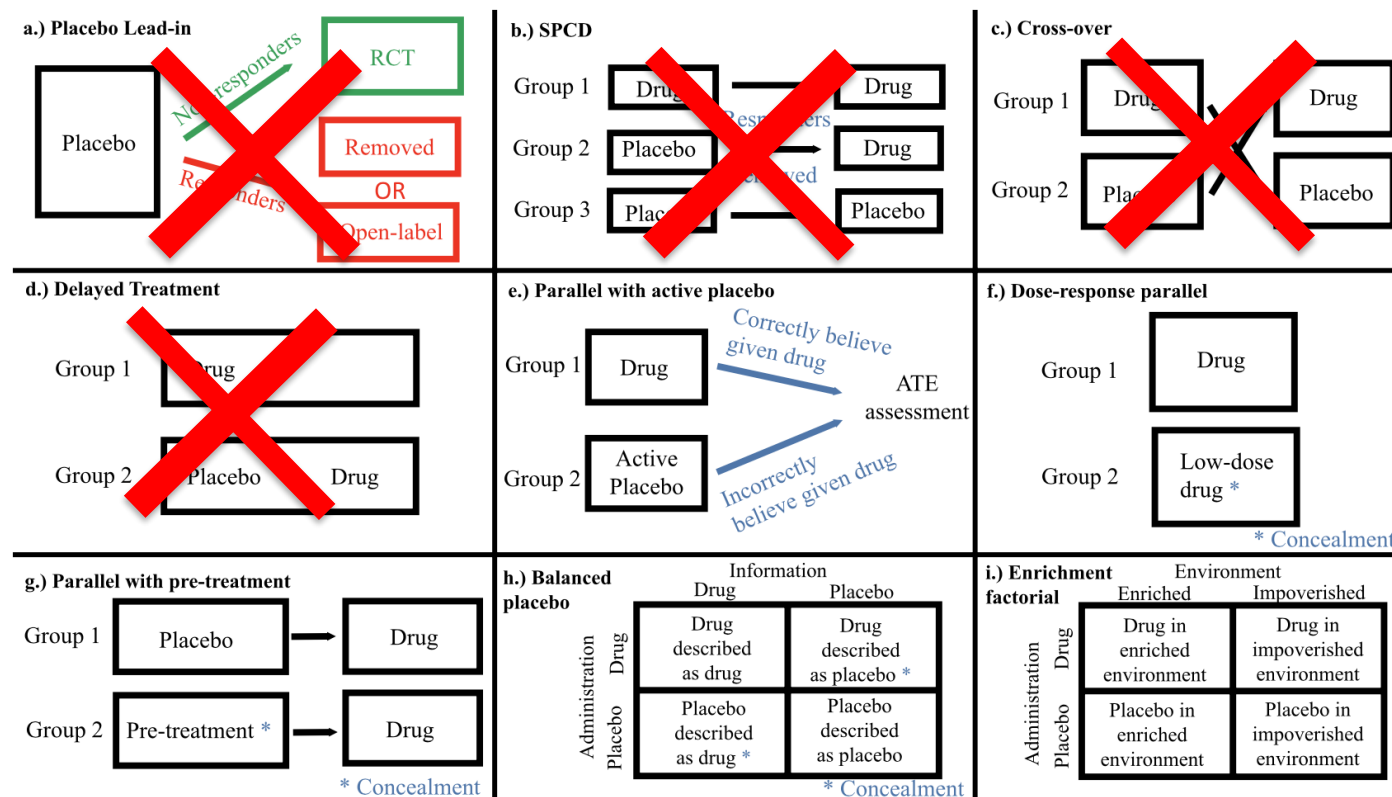 a.) Placebo Lead-in
Placebo
RCT
Removed
OR
Open-label
b.) SPCD
Group 1
Drug
Drug
Responders
Group 2
Placebo
Drug
Group 3
Placebo
Placebo
c.) Cross-over
Group 1
Drug
Drug
Group 2
Placebo
Placebo
d.) Delayed Treatment
Group 1
Drug
Group 2
Placebo
Drug
e.) Parallel with active placebo
Group 1
Drug
Correctly believe
given drug
ATE
assessment
Group 2
Active
Placebo
Incorrectly
believe given drug
f.) Dose-response parallel
Group 1
Drug
Group 2
Low-dose
drug *
* Concealment
g.) Parallel with pre-treatment
Group 1
Placebo
Drug
Group 2
Pre-treatment *
Drug
* Concealment
h.) Balanced
placebo
Information
Drug
Placebo
Administration
Drug
Placebo
Drug
described
as drug
Drug
described
as placebo *
Placebo
described
as drug *
Placebo
described
as placebo
* Concealment
i.) Enrichment
factorial
Environment
Enriched
Impoverished
Administration
Drug
Placebo
Drug in
enriched
environment
Drug in
impoverished
environment
Placebo in
enriched
environment
Placebo in
impoverished
environment